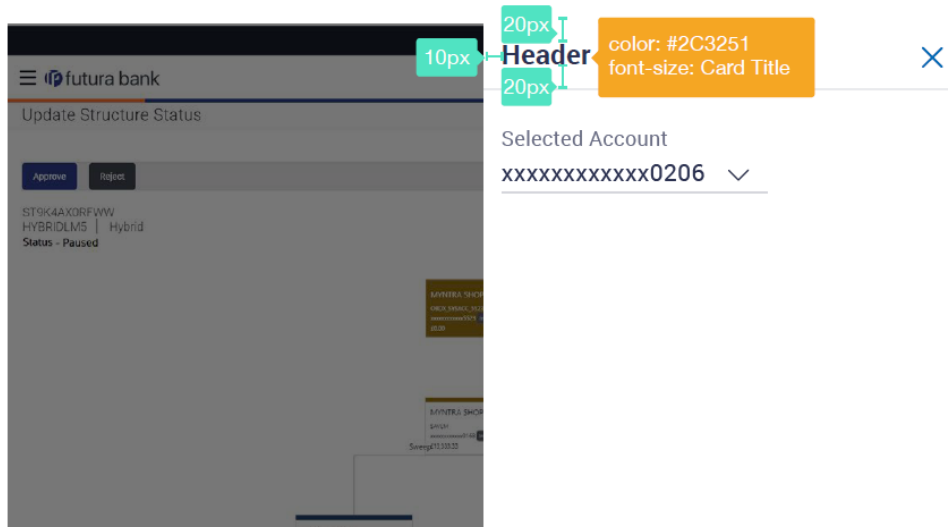 futura bank
Update Structure Status
Approve
Reject
ST9K4AX0RFWW
HYBRIDLM5 | Hybrid
Status - Paused
MYNTRA SHOP
MYNTRA SHOP
20px
10px
Header
20px
color: #2C3251
font-size: Card Title
Selected Account
xxxxxxxxxxxx0206